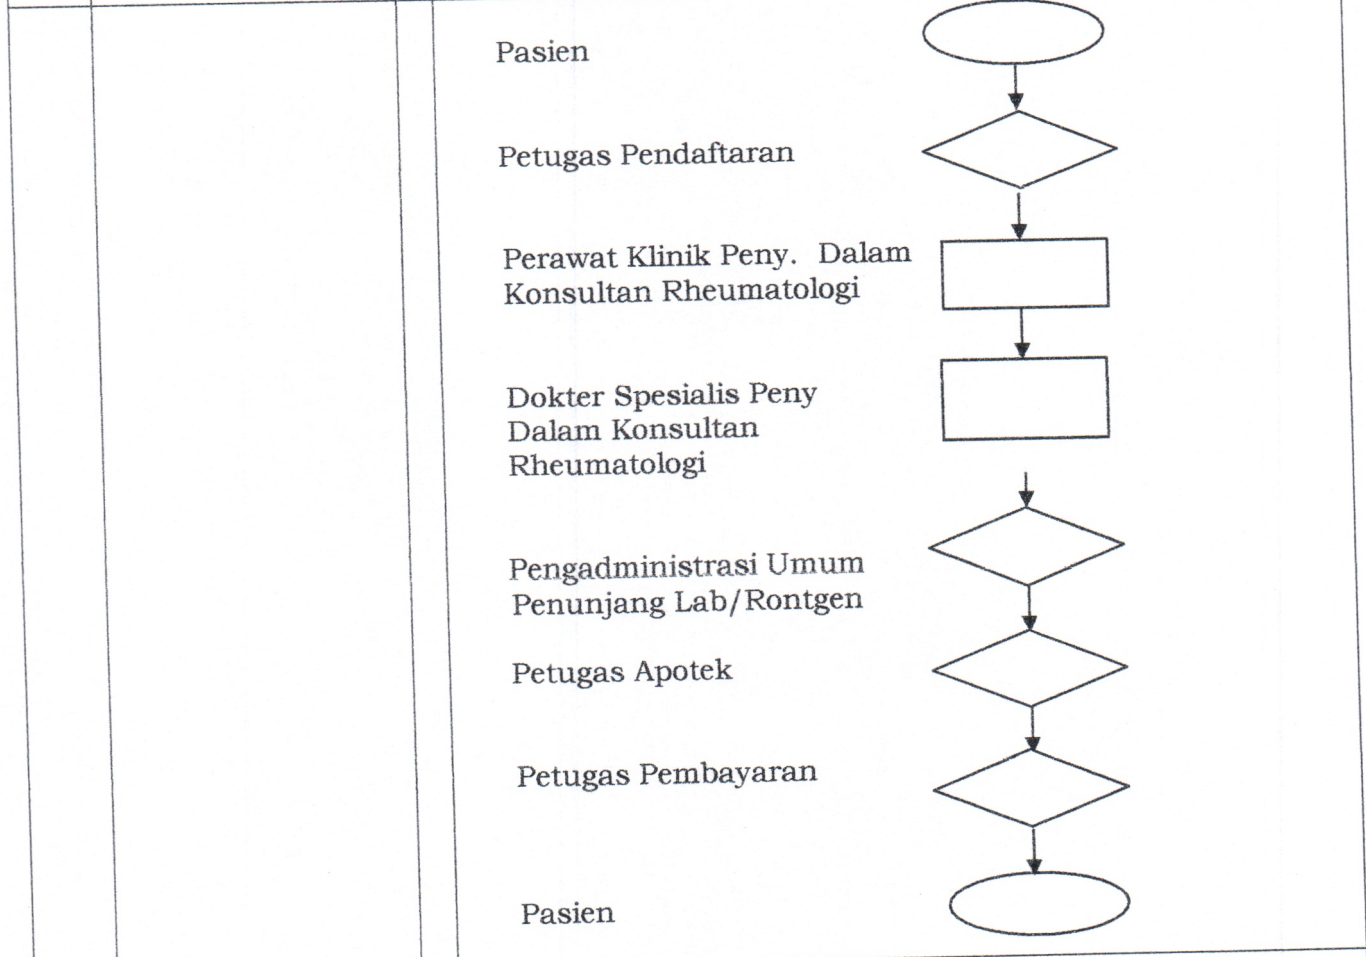 Pasien
Petugas Pendaftaran
Perawat Klinik Peny. Dalam
Konsultan Rheumatologi
Dokter Spesialis Peny
Dalam Konsultan
Rheumatologi
Pengadministrasi Umum
Penunjang Lab/Rontgen
Petugas Apotek
Petugas Pembayaran
Pasien